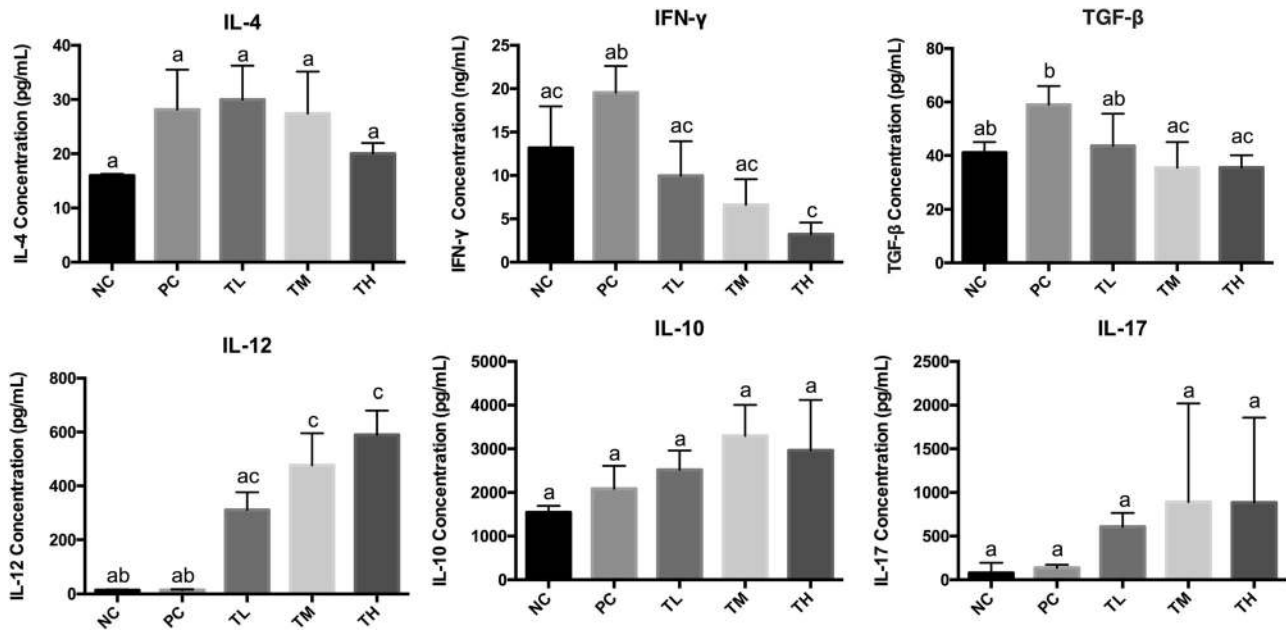 IL-4
IL-4 Concentration (pg/mL)
40
30
20
10
0
a
a
a
a
a
NC
PC
TL
TM
TH
IFN-γ
IFN-γ Concentration (ng/mL)
25
20
15
10
5
0
ac
ab
ac
ac
c
NC
PC
TL
TM
TH
TGF-β
TGF-β Concentration (pg/mL)
80
60
40
20
0
ab
b
ab
ac
ac
NC
PC
TL
TM
TH
IL-12
IL-12 Concentration (pg/mL)
800
600
400
200
0
ab
ab
ac
c
c
NC
PC
TL
TM
TH
IL-10
IL-10 Concentration (pg/mL)
5000
4000
3000
2000
1000
0
a
a
a
a
a
NC
PC
TL
TM
TH
IL-17
IL-17 Concentration (pg/mL)
2500
2000
1500
1000
500
0
a
a
a
a
a
NC
PC
TL
TM
TH